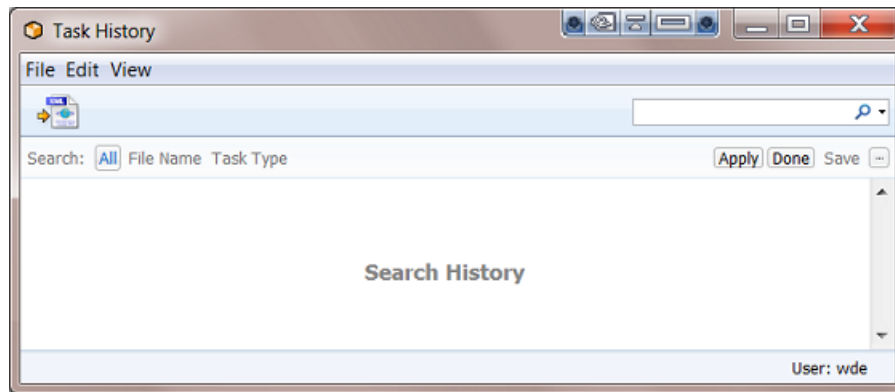 Task History
File Edit View
Search: All File Name Task Type Apply Done Save ...
Search History
User: wde